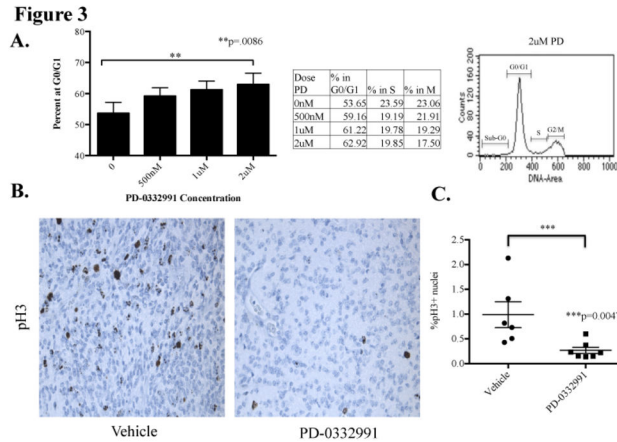 Figure 3
A.
**p=.0086
**
Percent at G0/G1
80
70
60
50
40
0
500nM
1uM
2uM
PD-0332991 Concentration
Dose PD % in G0/G1 % in S % in M
0nM 53.65 23.59 23.06
500nM 59.16 19.19 21.91
1uM 61.22 19.78 19.29
2uM 62.92 19.85 17.50
2uM PD
Counts
200
160
120
80
40
0
G0/G1
Sub-G0
S
G2/M
0 200 400 600 800 1000
DNA-Area
B.
pH3
Vehicle
PD-0332991
C.
***
%pH3+ nuclei
2.5
2.0
1.5
1.0
0.5
0.0
***p=0.0047
Vehicle
PD-0332991